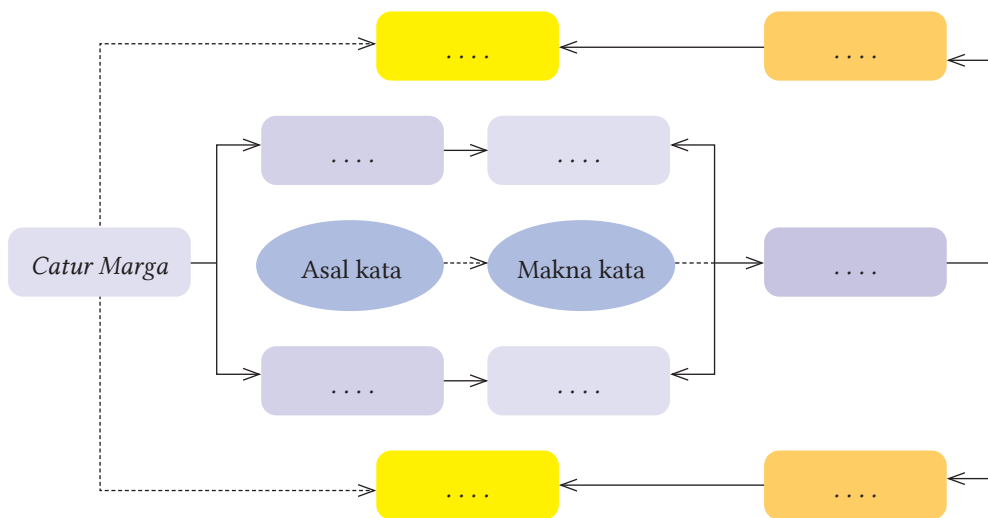 . . . .
. . . .
. . . .
. . . .
Catur Marga
Asal kata
Makna kata
. . . .
. . . .
. . . .
. . . .
. . . .